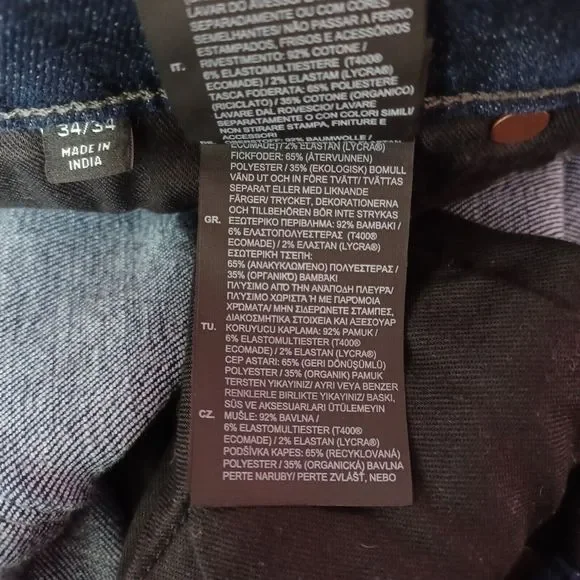 LAVAR DO AVESSO
SEPARADAMENTE OU COM CORES
SEMELHANTES/ NÃO PASSAR A FERRO
ESTAMPADOS, FRISOS E ACESSÓRIOS
IT. RIVESTIMENTO: 92% COTONE /
6% ELASTOMULTIESTERE (T400®
ECOMADE) / 2% ELASTAM (LYCRA®)
TASCA FODERATA: 65% POLIESTERE
(RICICLATO) / 35% COTONE (ORGANICO)
LAVARE DAL ROVESCIO/ LAVARE
SEPARATAMENTE O CON COLORI SIMILI/
NON STIRARE STAMPA, FINITURE E
ACCESSORI
92% BAUMWOLLE /
34/34
MADE IN
INDIA
ECOMADE) / 2% ELASTAN (LYCRA®)
FICKFODER: 65% (ÅTERVUNNEN)
POLYESTER / 35% (EKOLOGISK) BOMULL
VÄND UT OCH IN FÖRE TVÄTT/ TVÄTTAS
SEPARAT ELLER MED LIKNANDE
FÄRGER/ TRYCKET, DEKORATIONERNA
OCH TILLBEHÖREN BÖR INTE STRYKAS
GR. ΕΞΩΤΕΡΙΚΟ ΠΕΡΙΒΛΗΜΑ: 92% ΒΑΜΒΑΚΙ /
6% ΕΛΑΣΤΟΠΟΛΥΕΣΤΕΡΑΣ (T400®
ECOMADE) / 2% ΕΛΑΣΤΑΝ (LYCRA®)
ΕΣΩΤΕΡΙΚΗ ΤΣΕΠΗ:
65% (ΑΝΑΚΥΚΛΩΜΕΝΟ) ΠΟΛΥΕΣΤΕΡΑΣ /
35% (ΟΡΓΑΝΙΚΟ) ΒΑΜΒΑΚΙ
ΠΛΥΣΙΜΟ ΑΠΟ ΤΗΝ ΑΝΑΠΟΔΗ ΠΛΕΥΡΑ/
ΠΛΥΣΙΜΟ ΧΩΡΙΣΤΑ Ή ΜΕ ΠΑΡΟΜΟΙΑ
ΧΡΩΜΑΤΑ/ ΜΗΝ ΣΙΔΕΡΩΝΕΤΕ ΣΤΑΜΠΕΣ,
ΔΙΑΚΟΣΜΗΤΙΚΑ ΣΤΟΙΧΕΙΑ ΚΑΙ ΑΞΕΣΟΥΑΡ
TU. KORUYUCU KAPLAMA: 92% PAMUK /
6% ELASTOMULTIESTER (T400®
ECOMADE) / 2% ELASTAN (LYCRA®)
CEP ASTARI: 65% (GERİ DÖNÜŞÜMLÜ)
POLYESTER / 35% (ORGANIK) PAMUK
TERSTEN YIKAYINIZ/ AYRI VEYA BENZER
RENKLERLE BIRLIKTE YIKAYINIZ/ BASKI,
SÜS VE AKSESUARLARI ÜTÜLEMEYIN
CZ. MUŠLE: 92% BAVLNA /
6% ELASTOMULTIESTER (T400®
ECOMADE) / 2% ELASTAN (LYCRA®)
PODŠÍVKA KAPES: 65% (RECYKLOVANÁ)
POLYESTER / 35% (ORGANICKÁ) BAVLNA
PERTE NARUBY/ PERTE ZVLÁŠŤ, NEBO